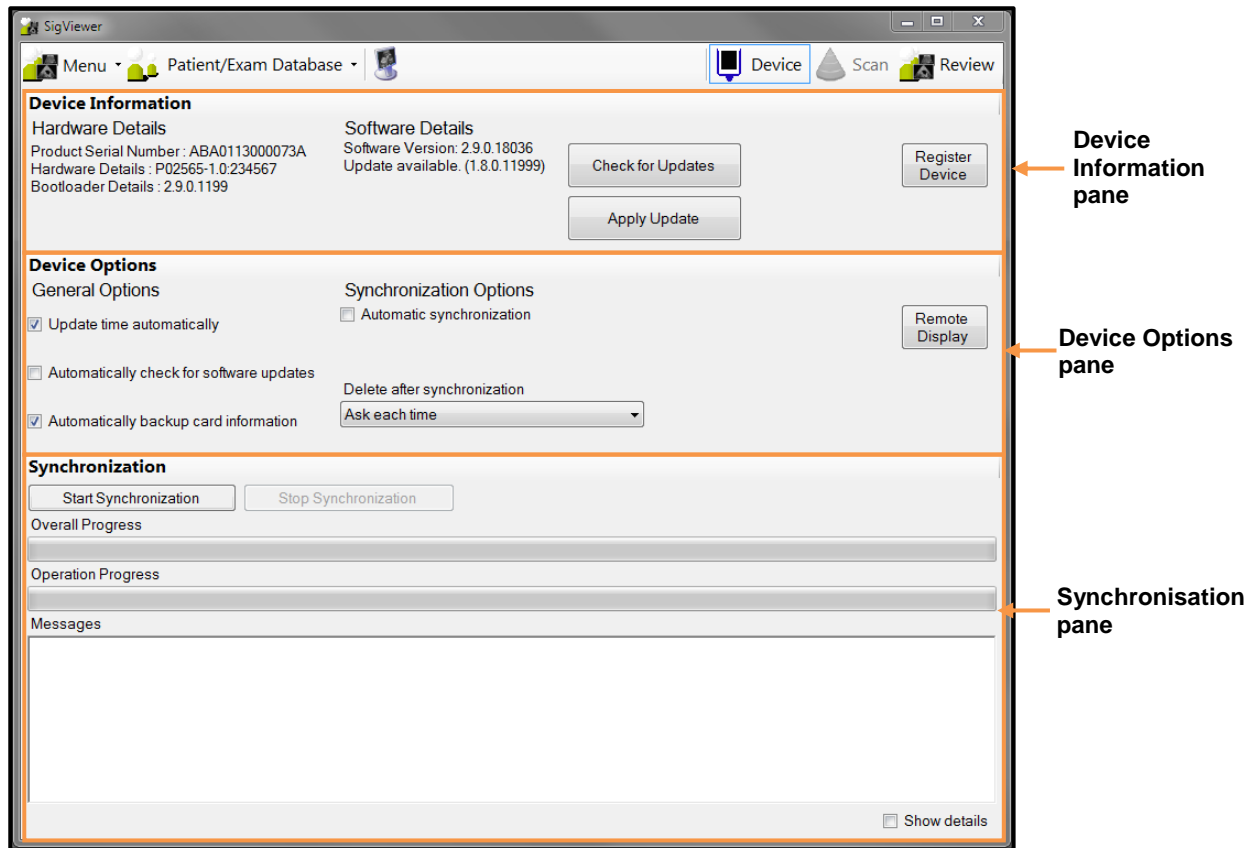 SigViewer
Menu Patient/Exam Database Device Scan Review
Device Information
Hardware Details
Product Serial Number : ABA0113000073A
Hardware Details : P02565-1.0:234567
Bootloader Details : 2.9.0.1199
Software Details
Software Version: 2.9.0.18036
Update available. (1.8.0.11999)
Check for Updates
Apply Update
Register
Device
Device
Information
pane
Device Options
General Options
Update time automatically
Automatically check for software updates
Automatically backup card information
Synchronization Options
Automatic synchronization
Delete after synchronization
Ask each time
Remote
Display
Device Options
pane
Synchronization
Start Synchronization Stop Synchronization
Overall Progress
Operation Progress
Messages
Show details
Synchronisation
pane